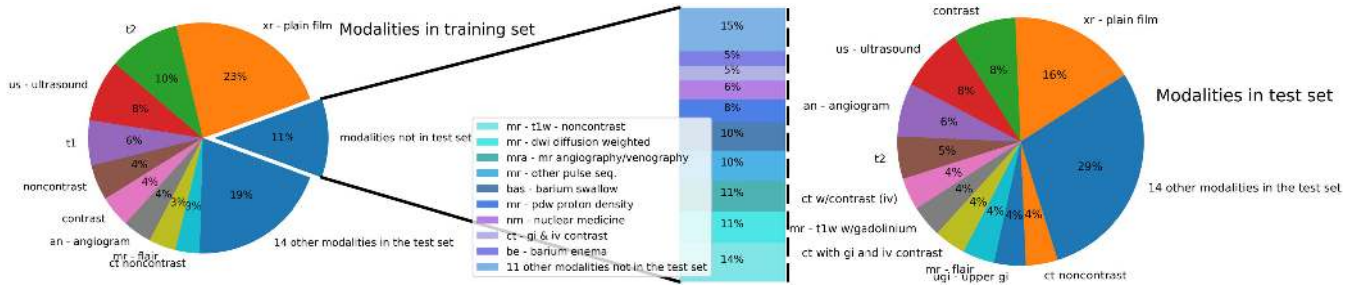 Modalities in training set
t2
xr - plain film
us - ultrasound
t1
noncontrast
contrast
an - angiogram
mr - flair
ct noncontrast
14 other modalities in the test set
modalities not in test set
23%
10%
8%
6%
4%
4%
4%
3%
3%
19%
11%
mr - t1w - noncontrast
mr - dwi diffusion weighted
mra - mr angiography/venography
mr - other pulse seq.
bas - barium swallow
mr - pdw proton density
nm - nuclear medicine
ct - gi & iv contrast
be - barium enema
11 other modalities not in the test set
15%
5%
5%
6%
8%
10%
10%
11%
11%
14%
Modalities in test set
contrast
xr - plain film
us - ultrasound
an - angiogram
t2
ct w/contrast (iv)
mr - t1w w/gadolinium
ct with gi and iv contrast
mr - flair
ugi - upper gi
ct noncontrast
14 other modalities in the test set
16%
8%
8%
6%
5%
4%
4%
4%
4%
4%
4%
29%